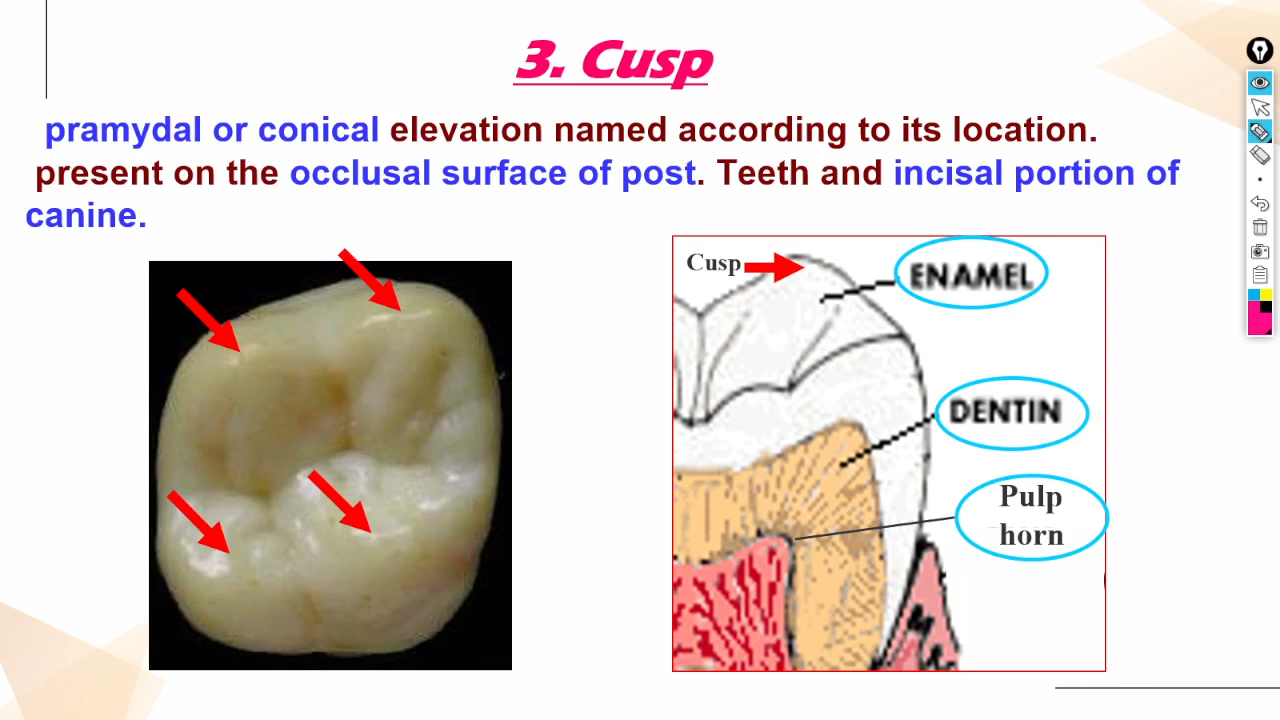 3. Cusp
pramydal or conical elevation named according to its location.
present on the occlusal surface of post. Teeth and incisal portion of
canine.
Cusp
ENAMEL
DENTIN
Pulp
horn